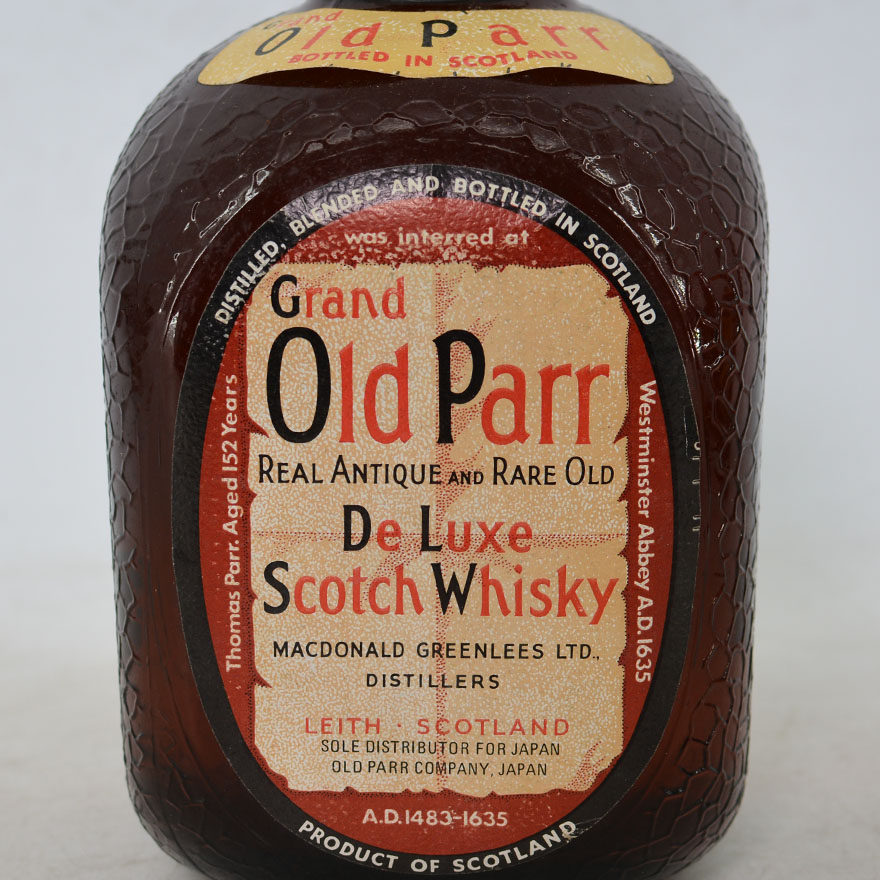 Grand
Old Parr
BOTTLED IN SCOTLAND
DISTILLED, BLENDED AND BOTTLED IN SCOTLAND
Thomas Parr. Aged 152 Years
was interred at
Westminster Abbey A.D. 1635
Grand
Old Parr
REAL ANTIQUE AND RARE OLD
De Luxe
Scotch Whisky
MACDONALD GREENLEES LTD.,
DISTILLERS
LEITH · SCOTLAND
SOLE DISTRIBUTOR FOR JAPAN
OLD PARR COMPANY, JAPAN
A.D.1483-1635
PRODUCT OF SCOTLAND